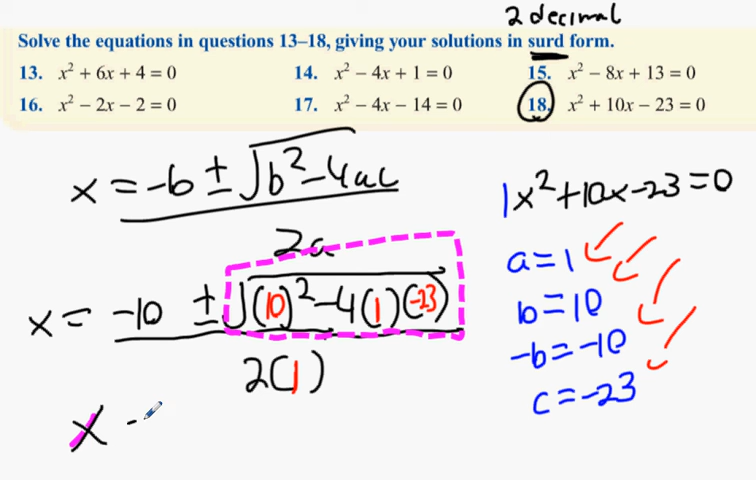 2 decimal
Solve the equations in questions 13–18, giving your solutions in surd form.
13. x² + 6x + 4 = 0 14. x² − 4x + 1 = 0 15. x² − 8x + 13 = 0
16. x² − 2x − 2 = 0 17. x² − 4x − 14 = 0 18. x² + 10x − 23 = 0
x = -b ± √b² - 4ac
2a
x = -10 ± √(10)² - 4(1)(-23)
2(1)
x -
1x² + 10x - 23 = 0
a = 1
b = 10
-b = -10
c = -23